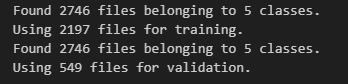 Found 2746 files belonging to 5 classes.
Using 2197 files for training.
Found 2746 files belonging to 5 classes.
Using 549 files for validation.